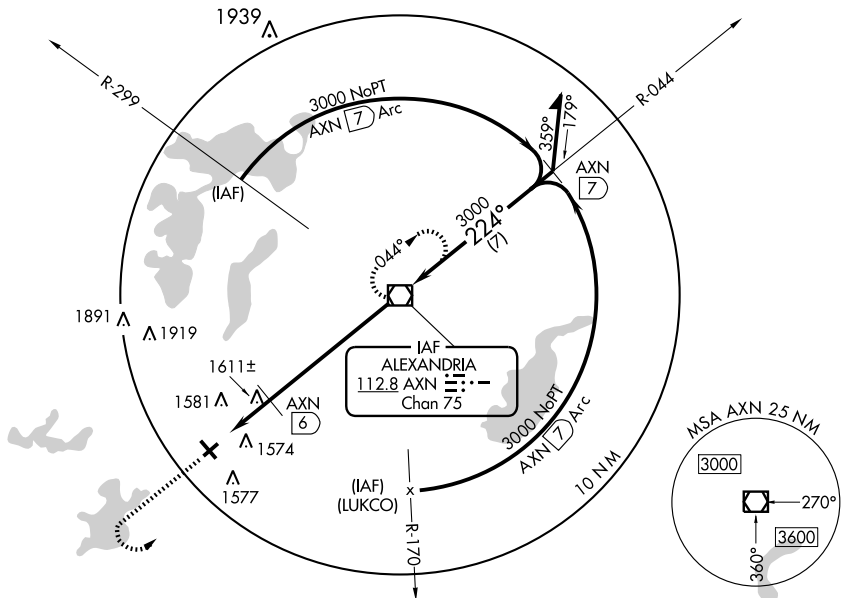 1939
R-299
R-044
3000 NoPT
AXN 7 Arc
359°
179°
AXN
7
(IAF)
3000
224°
(7)
044°
1891
1919
IAF
ALEXANDRIA
112.8 AXN
Chan 75
1611±
1581
AXN
6
1574
1577
3000 NoPT
AXN 7 Arc
(IAF)
(LUKCO)
R-170
10 NM
MSA AXN 25 NM
3000
270°
3600
360°